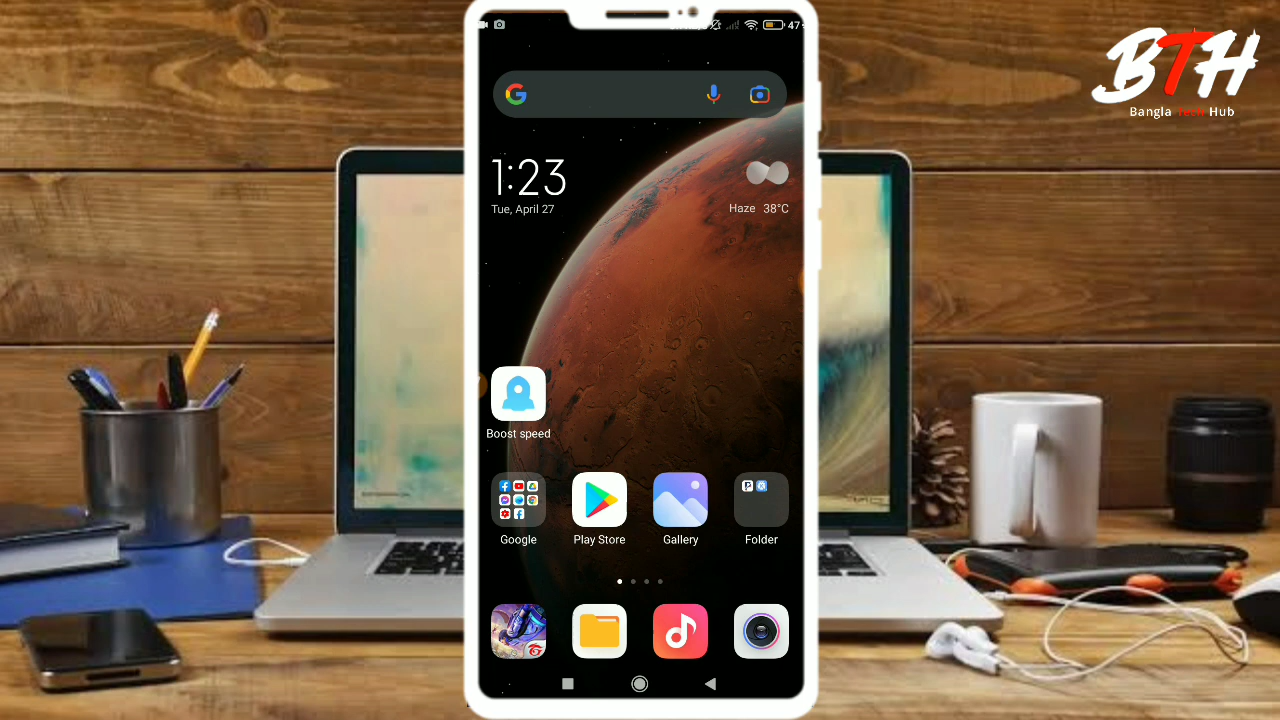 47
BTH
Bangla Tech Hub
1:23
Tue, April 27
Haze 38°C
Boost speed
Google
Play Store
Gallery
Folder